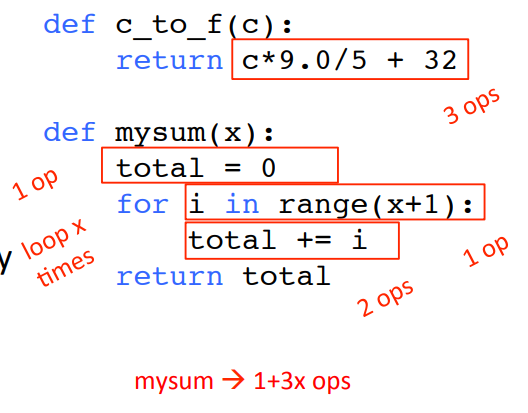 def c_to_f(c):
return c*9.0/5 + 32
3 ops
def mysum(x):
1 op
total = 0
for i in range(x+1):
y
loop x
times
total += i
1 op
return total
2 ops
mysum → 1+3x ops